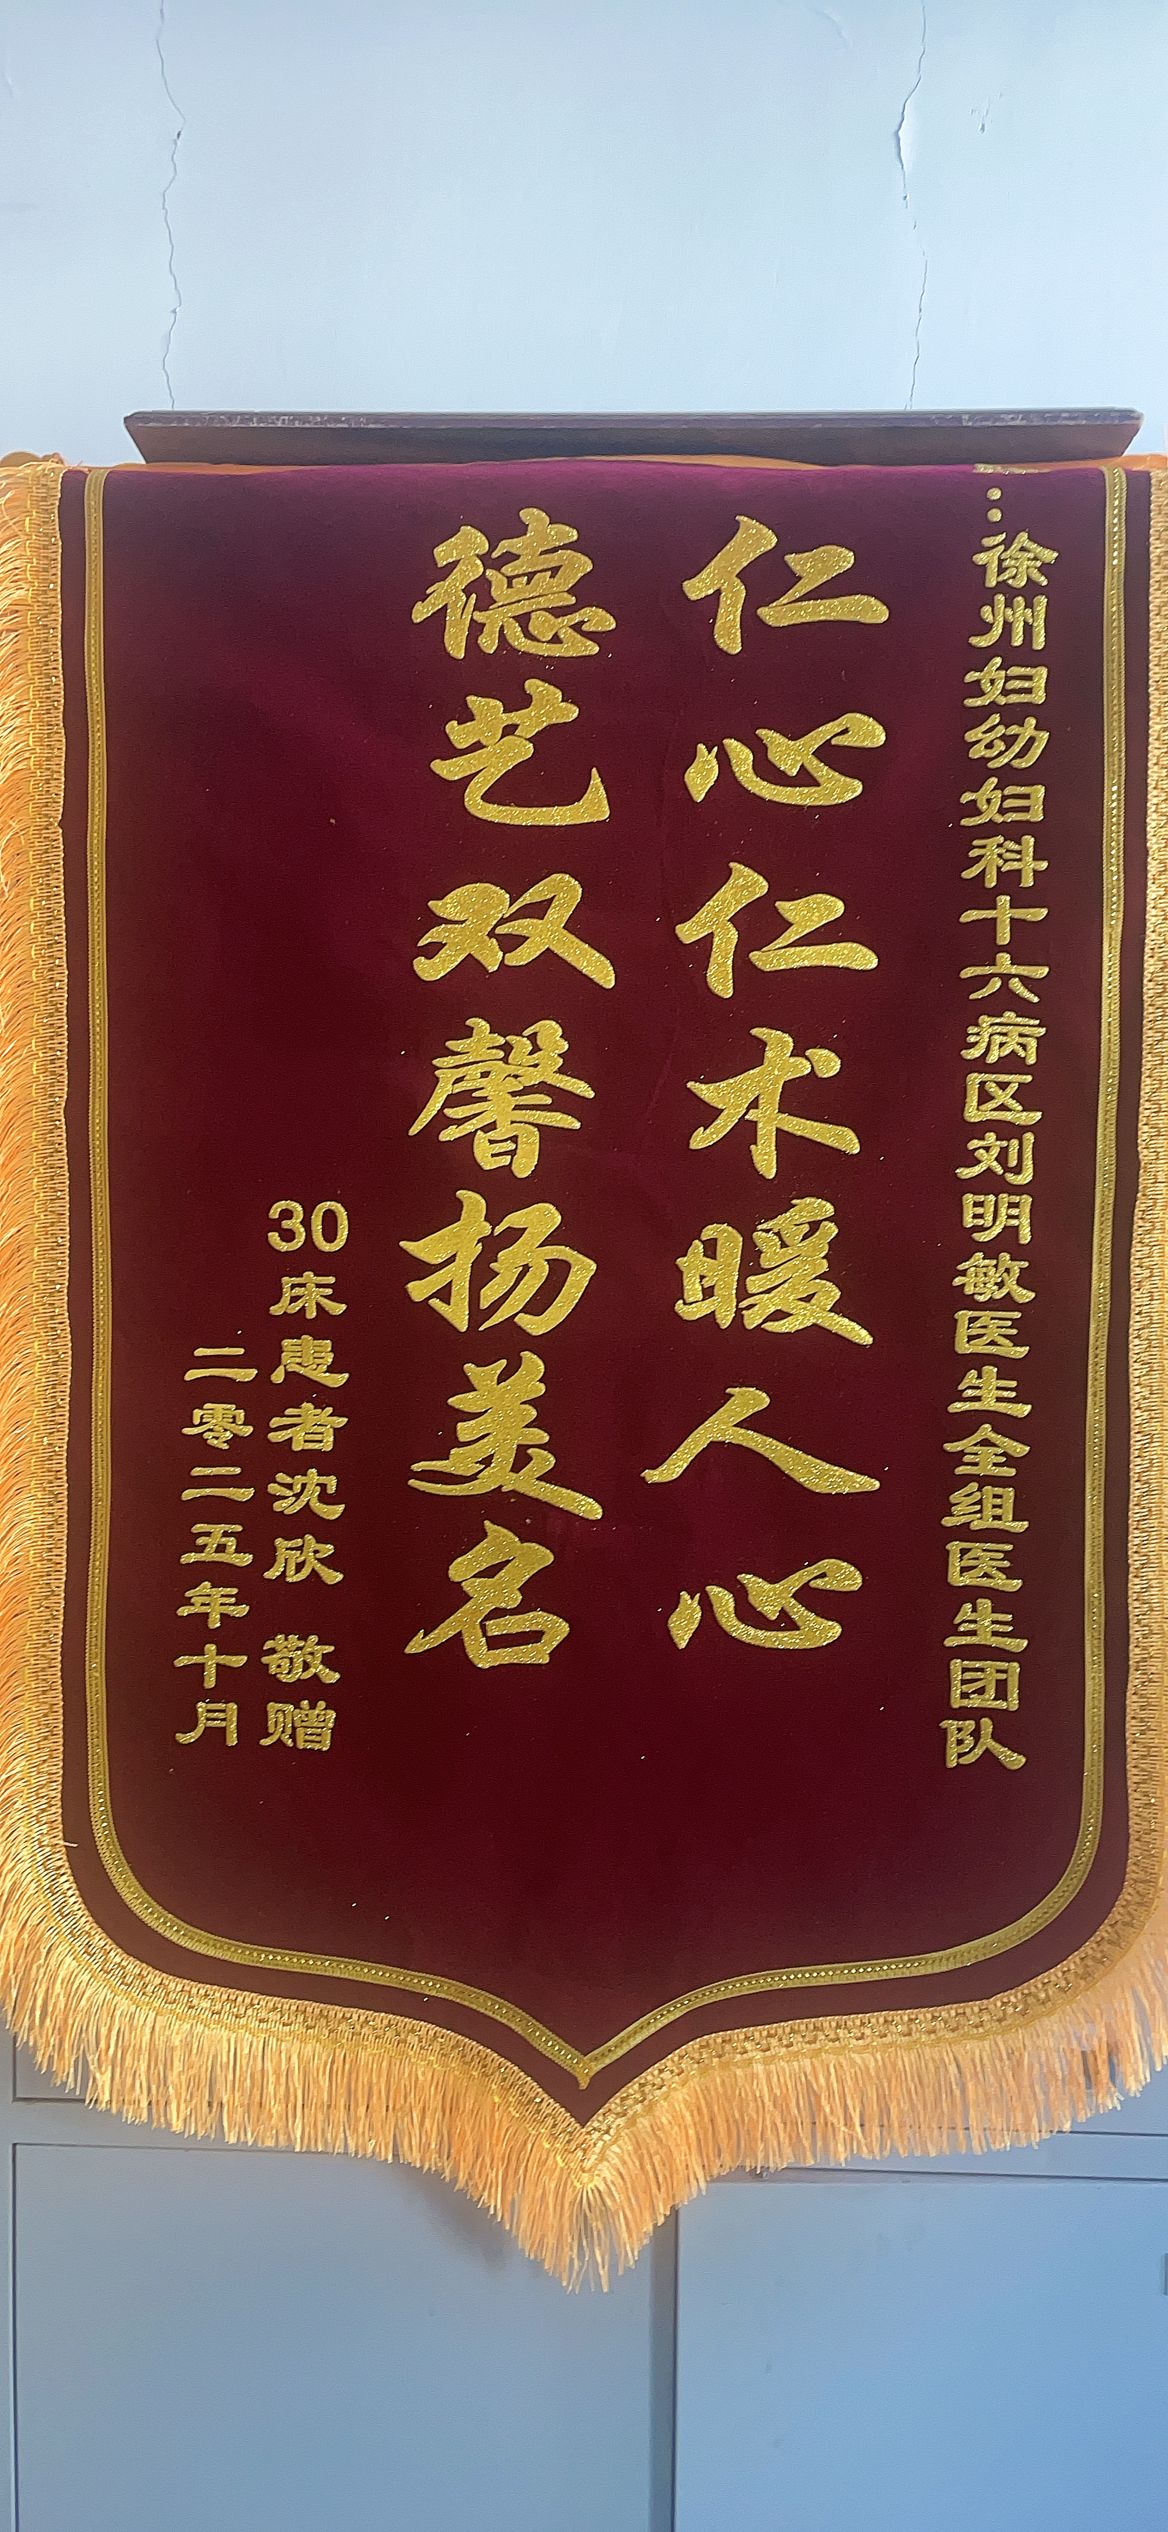 徐州妇幼妇科十六病区刘明敏医生全组医生团队
仁心仁术暖人心
德艺双馨扬美名
30床患者沈欣 敬赠
二零二五年十月